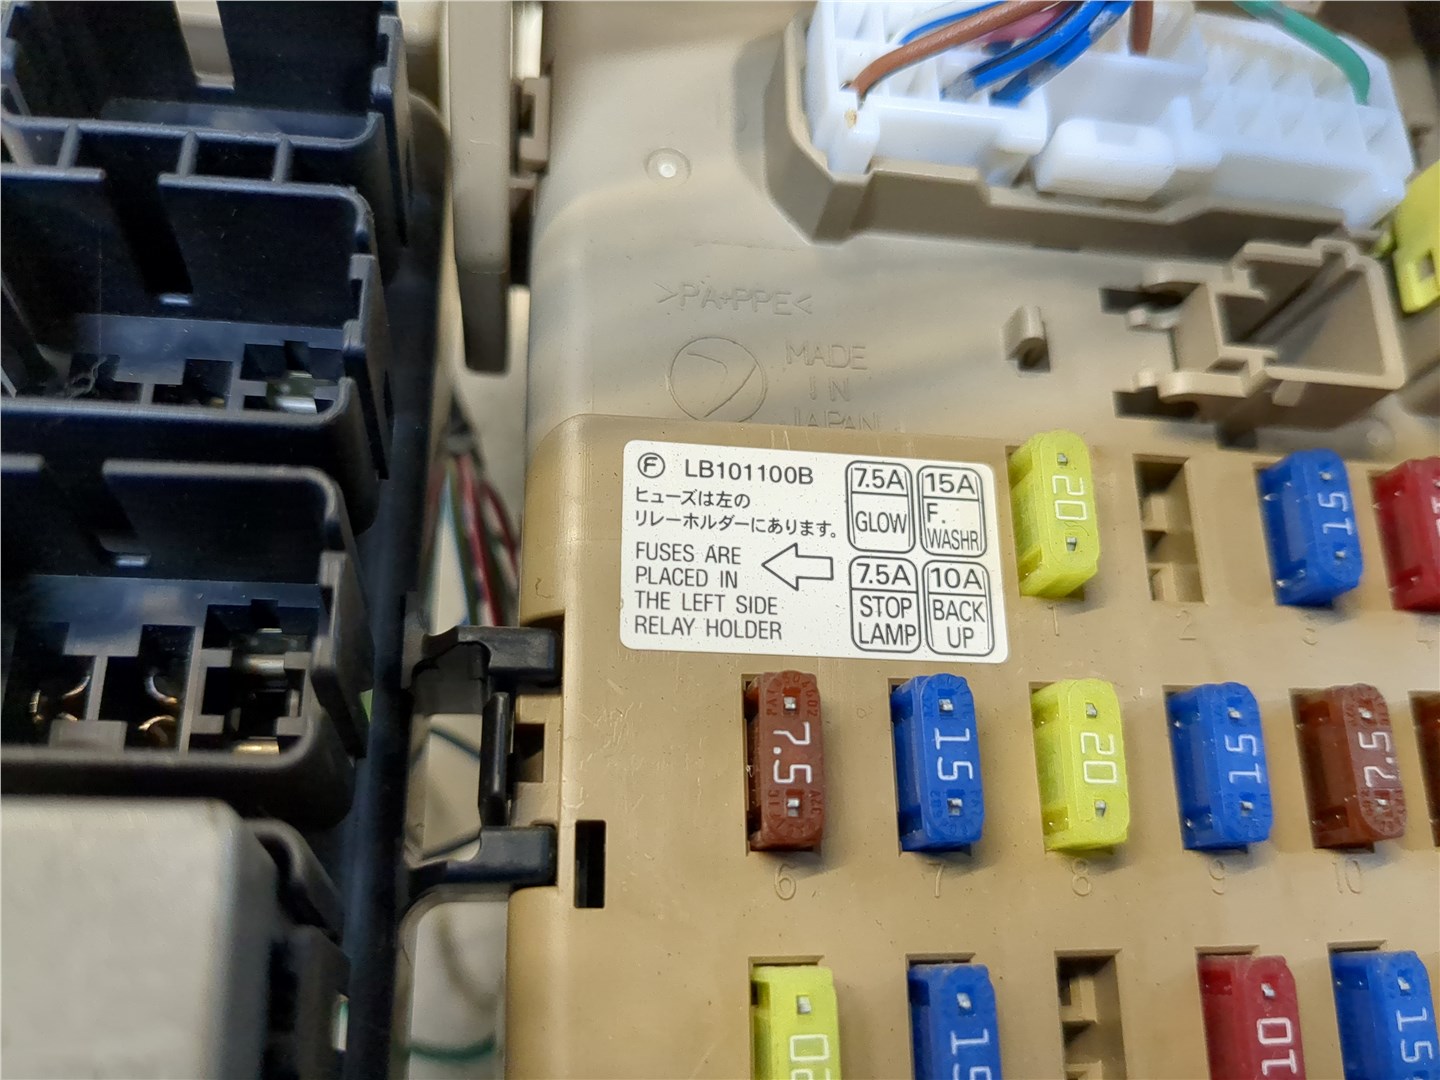 >PA+PPE<
MADE
IN
JAPAN
F LB101100B
ヒューズは左の
リレーホルダーにあります。
FUSES ARE
PLACED IN
THE LEFT SIDE
RELAY HOLDER
7.5A
GLOW
15A
F.
WASHR
7.5A
STOP
LAMP
10A
BACK
UP
20
15
1
2
3
4
7.5
15
20
15
7.5
6
7
8
9
10
20
15
10
15